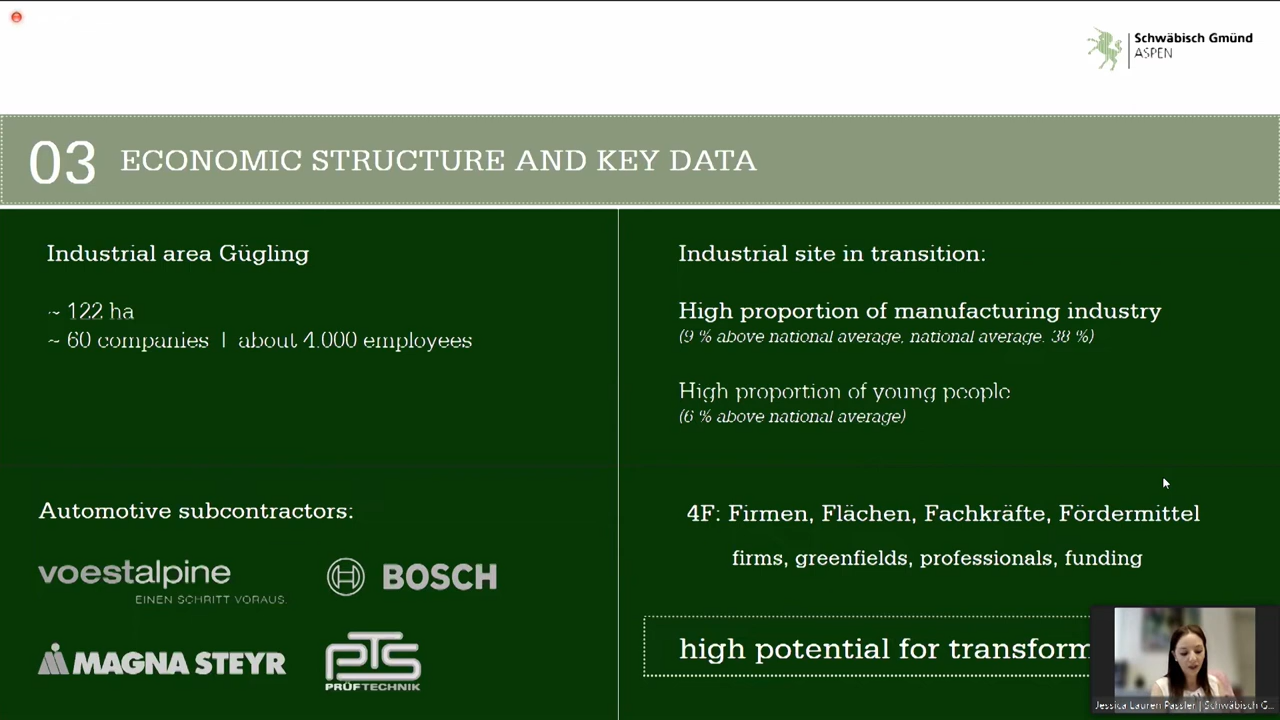 Schwäbisch Gmünd
ASPEN
03 ECONOMIC STRUCTURE AND KEY DATA
Industrial area Gügling
~ 122 ha
~ 60 companies | about 4.000 employees
Automotive subcontractors:
voestalpine
EINEN SCHRITT VORAUS.
BOSCH
MAGNA STEYR
PTS
PRÜFTECHNIK
Industrial site in transition:
High proportion of manufacturing industry
(9 % above national average, national average. 38 %)
High proportion of young people
(6 % above national average)
4F: Firmen, Flächen, Fachkräfte, Fördermittel
firms, greenfields, professionals, funding
high potential for transform
Jessica Lauren Passler | Schwäbisch G...